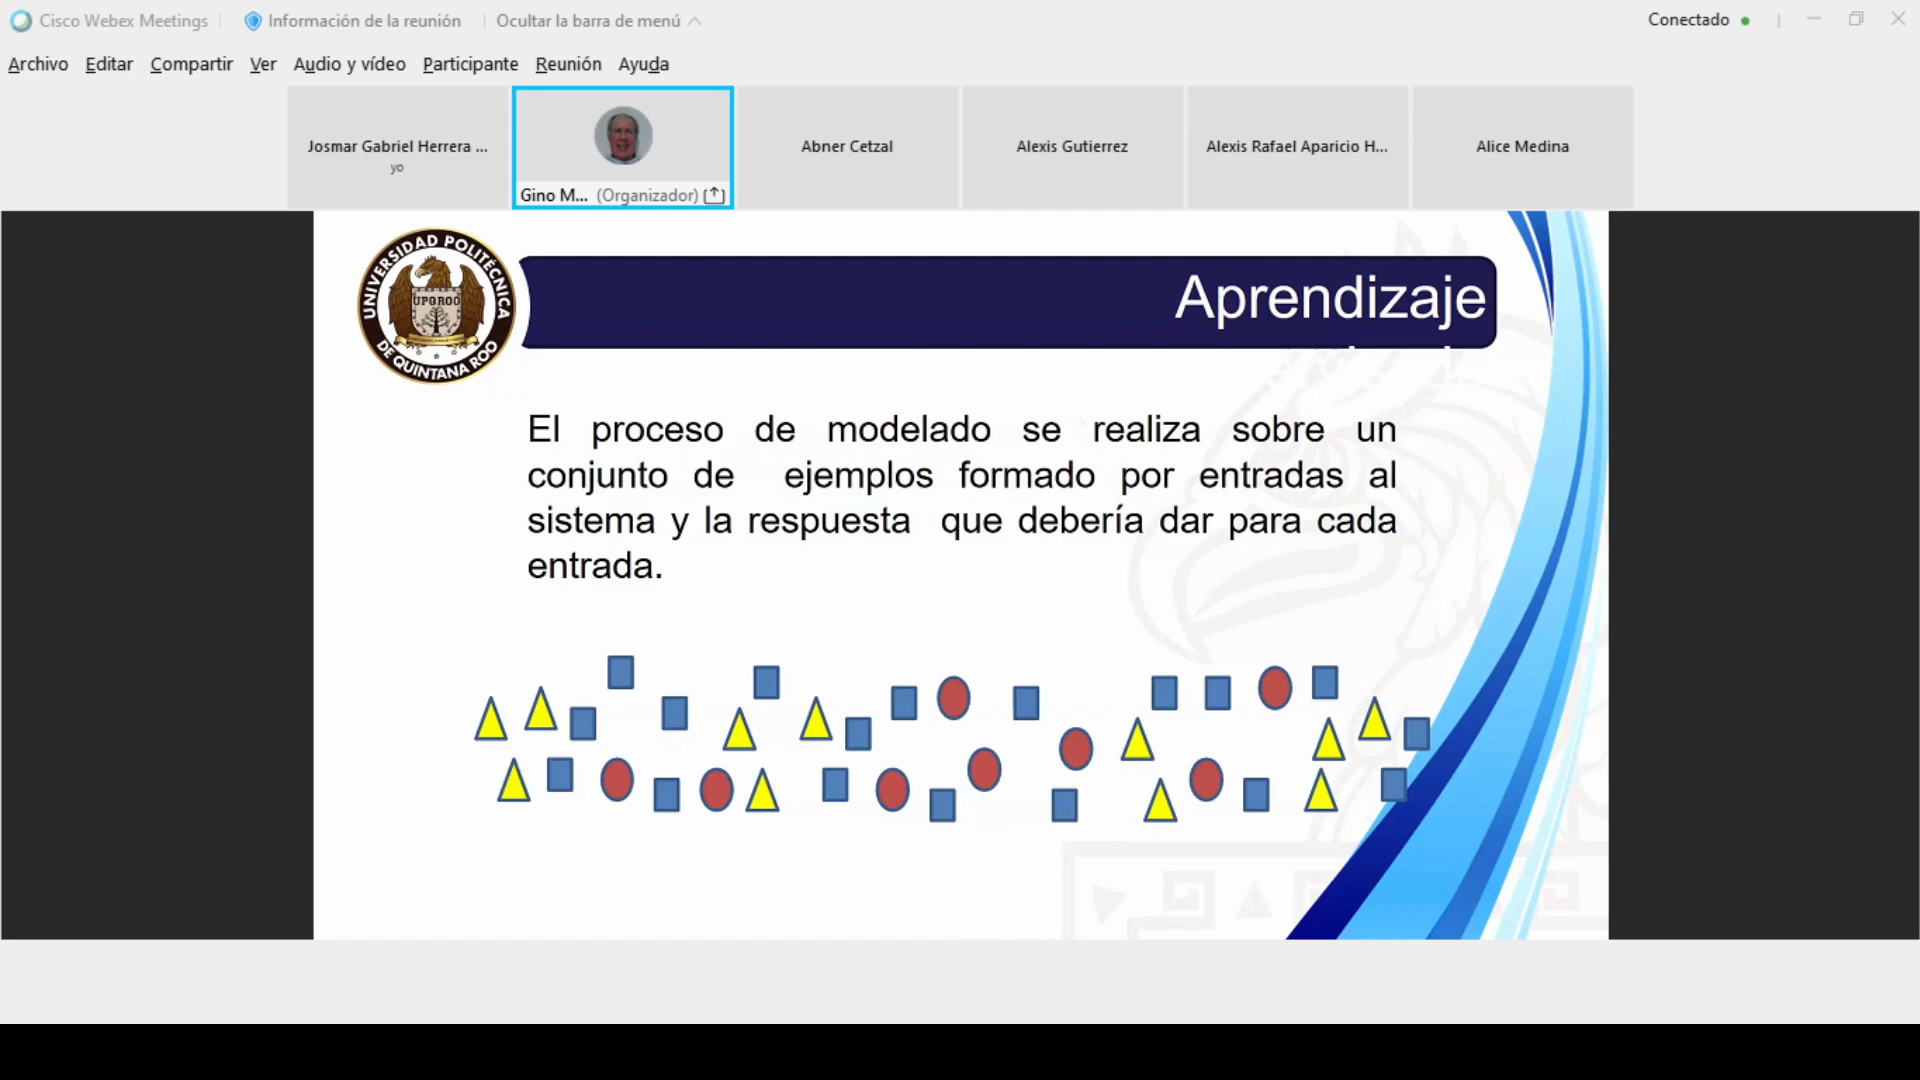 Cisco Webex Meetings
Información de la reunión
Ocultar la barra de menú
Conectado
Archivo Editar Compartir Ver Audio y vídeo Participante Reunión Ayuda
Josmar Gabriel Herrera ...
yo
Gino M... (Organizador)
Abner Cetzal
Alexis Gutierrez
Alexis Rafael Aparicio H...
Alice Medina
UNIVERSIDAD POLITÉCNICA
UPQROO
DE QUINTANA ROO
Aprendizaje
El proceso de modelado se realiza sobre un
conjunto de ejemplos formado por entradas al
sistema y la respuesta que debería dar para cada
entrada.